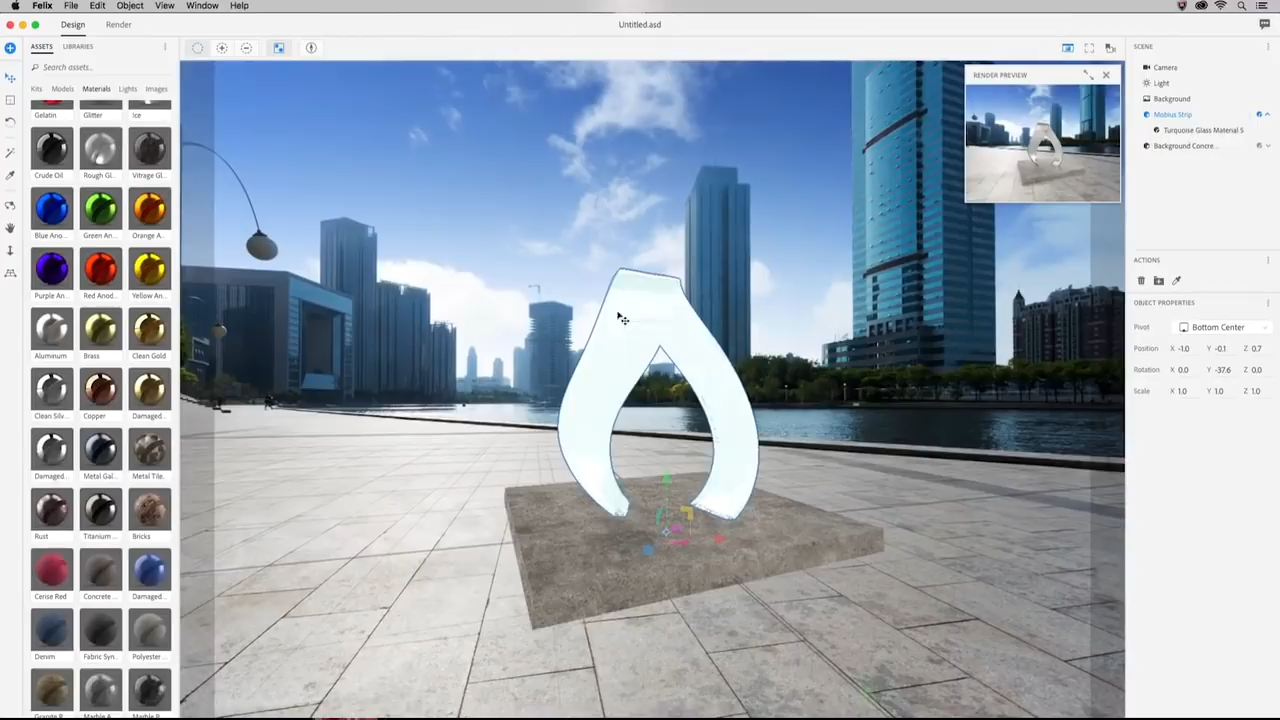 Felix File Edit Object View Window Help
Design Render Untitled.asd
ASSETS LIBRARIES
Search assets..
Kits Models Materials Lights Images
Gelatin Glitter Ice
Crude Oil Rough Gl... Vitrage Gl...
Blue Ano... Green An... Orange A...
Purple An... Red Anod... Yellow An...
Aluminum Brass Clean Gold
Clean Silv... Copper Damaged...
Damaged... Metal Gal... Metal Tile...
Rust Titanium ... Bricks
Cerise Red Concrete ... Damaged...
Denim Fabric Syn... Polyester ...
RENDER PREVIEW
SCENE
Camera
Light
Background
Mobius Strip
Turquoise Glass Material S
Background Concre...
ACTIONS
OBJECT PROPERTIES
Pivot Bottom Center
Position X -1.0 Y -0.1 Z 0.7
Rotation X 0.0 Y -37.6 Z 0.0
Scale X 1.0 Y 1.0 Z 1.0